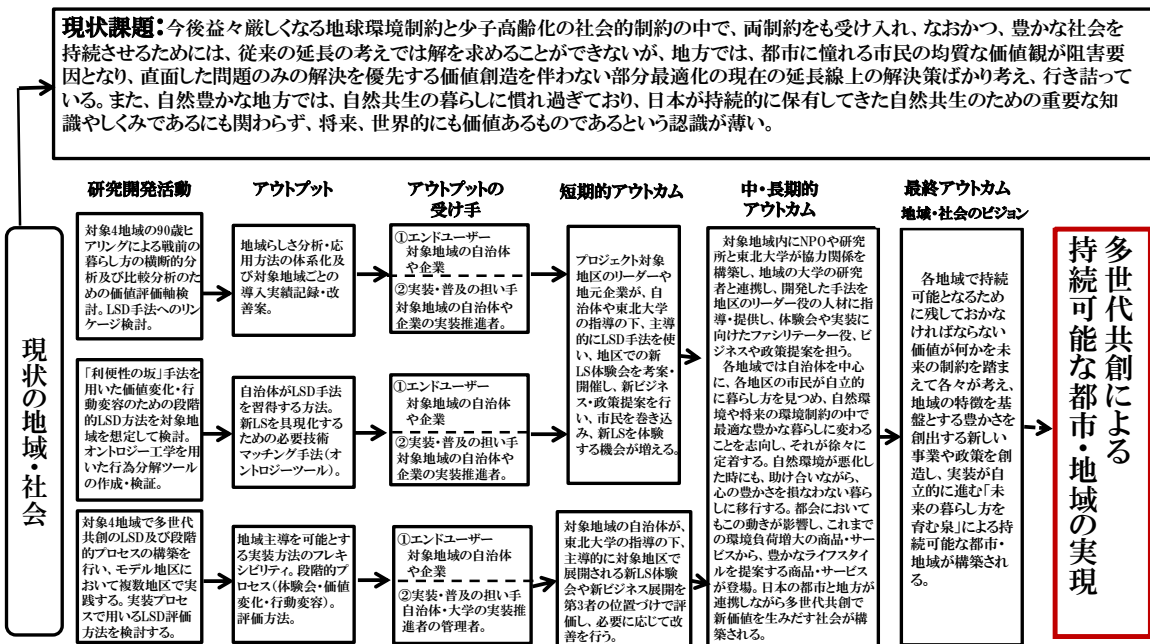 現状課題:今後益々厳しくなる地球環境制約と少子高齢化の社会的制約の中で、両制約をも受け入れ、なおかつ、豊かな社会を
持続させるためには、従来の延長の考えでは解を求めることができないが、地方では、都市に憧れる市民の均質な価値観が阻害要
因となり、直面した問題のみの解決を優先する価値創造を伴わない部分最適化の現在の延長線上の解決策ばかり考え、行き詰って
いる。また、自然豊かな地方では、自然共生の暮らしに慣れ過ぎており、日本が持続的に保有してきた自然共生のための重要な知
識やしくみであるにも関わらず、将来、世界的にも価値あるものであるという認識が薄い。
現状の地域・社会
研究開発活動
対象4地域の90歳ヒ
アリングによる戦前の
暮らし方の横断的分
析及び比較分析のた
めの価値評価軸検
討。LSD手法へのリン
ケージ検討。
「利便性の坂」手法を
用いた価値変化・行
動変容のための段階
的LSD方法を対象地
域を想定して検討。オ
ントロジー工学を用
いた行為分解ツール
の作成・検証。
対象4地域で多世代
共創のLSD及び段階
的プロセスの構築を
行い、モデル地区に
おいて複数地区で実
践する。実装プロセ
スで用いるLSD評価
方法を検討する。
アウトプット
地域らしさ分析・応
用方法の体系化及
び対象地域ごとの
導入実績記録・改
善案。
自治体がLSD手法
を習得する方法。
新LSを具現化する
ための必要技術
マッチング手法(オ
ントロジーツール)。
地域主導を可能とする
実装方法のフレキ
シビリティ。段階的プ
ロセス(体験会・価値
変化・行動変容)。
評価方法。
アウトプットの
受け手
①エンドユーザー
対象地域の自治体
や企業
②実装・普及の担い手
対象地域の自治体や
企業の実装推進者。
①エンドユーザー
対象地域の自治体
や企業
②実装・普及の担い手
対象地域の自治体や
企業の実装推進者。
①エンドユーザー
対象地域の自治体
や企業
②実装・普及の担い手
自治体・大学の実装推
進者の管理者。
短期的アウトカム
プロジェクト対象
地区のリーダーや
地元企業が、自
治体や東北大学
の指導の下、主導
的にLSD手法を使
い、地区での新
LS体験会を考案・
開催し、新ビジネ
ス・政策提案を行
い、市民を巻き込
み、新LSを体験
する機会が増える。
対象地域の自治体が、
東北大学の指導の下、
主導的に対象地区で
展開される新LS体験
会や新ビジネス展開を
第3者の位置づけで評
価し、必要に応じて改
善を行う。
中・長期的
アウトカム
対象地域内にNPOや研究
所と東北大学が協力関係を
構築し、地域の大学の研究
者と連携し、開発した手法を
地区のリーダー役の人材に指
導・提供し、体験会や実装に
向けたファシリテーター役、ビ
ジネスや政策提案を担う。
各地域では自治体を中心
に、各地区の市民が自立的
に暮らし方を見つめ、自然環
境や将来の環境制約の中で
最適な豊かな暮らしに変わる
ことを志向し、それが徐々に
定着する。自然環境が悪化し
た時にも、助け合いながら、
心の豊かさを損なわない暮ら
しに移行する。都会において
もこの動きが影響し、これまで
の環境負荷増大の商品・サー
ビスから、豊かなライフスタイ
ルを提案する商品・サービス
が登場。日本の都市と地方が
連携しながら多世代共創で
新価値を生みだす社会が構
築される。
最終アウトカム
地域・社会のビジョン
各地域で持続
可能となるために
残しておかな
ければならない
価値が何かを未
来の制約を踏
まえて各々が考え、
地域の特徴を基
盤とする豊かさを
創出する新しい
事業や政策を創
造し、実装が自
立的に進む「未
来の暮らし方を
育む泉」による持
続可能な都市・
地域が構築され
る。
多世代共創による
持続可能な都市・地域の実現